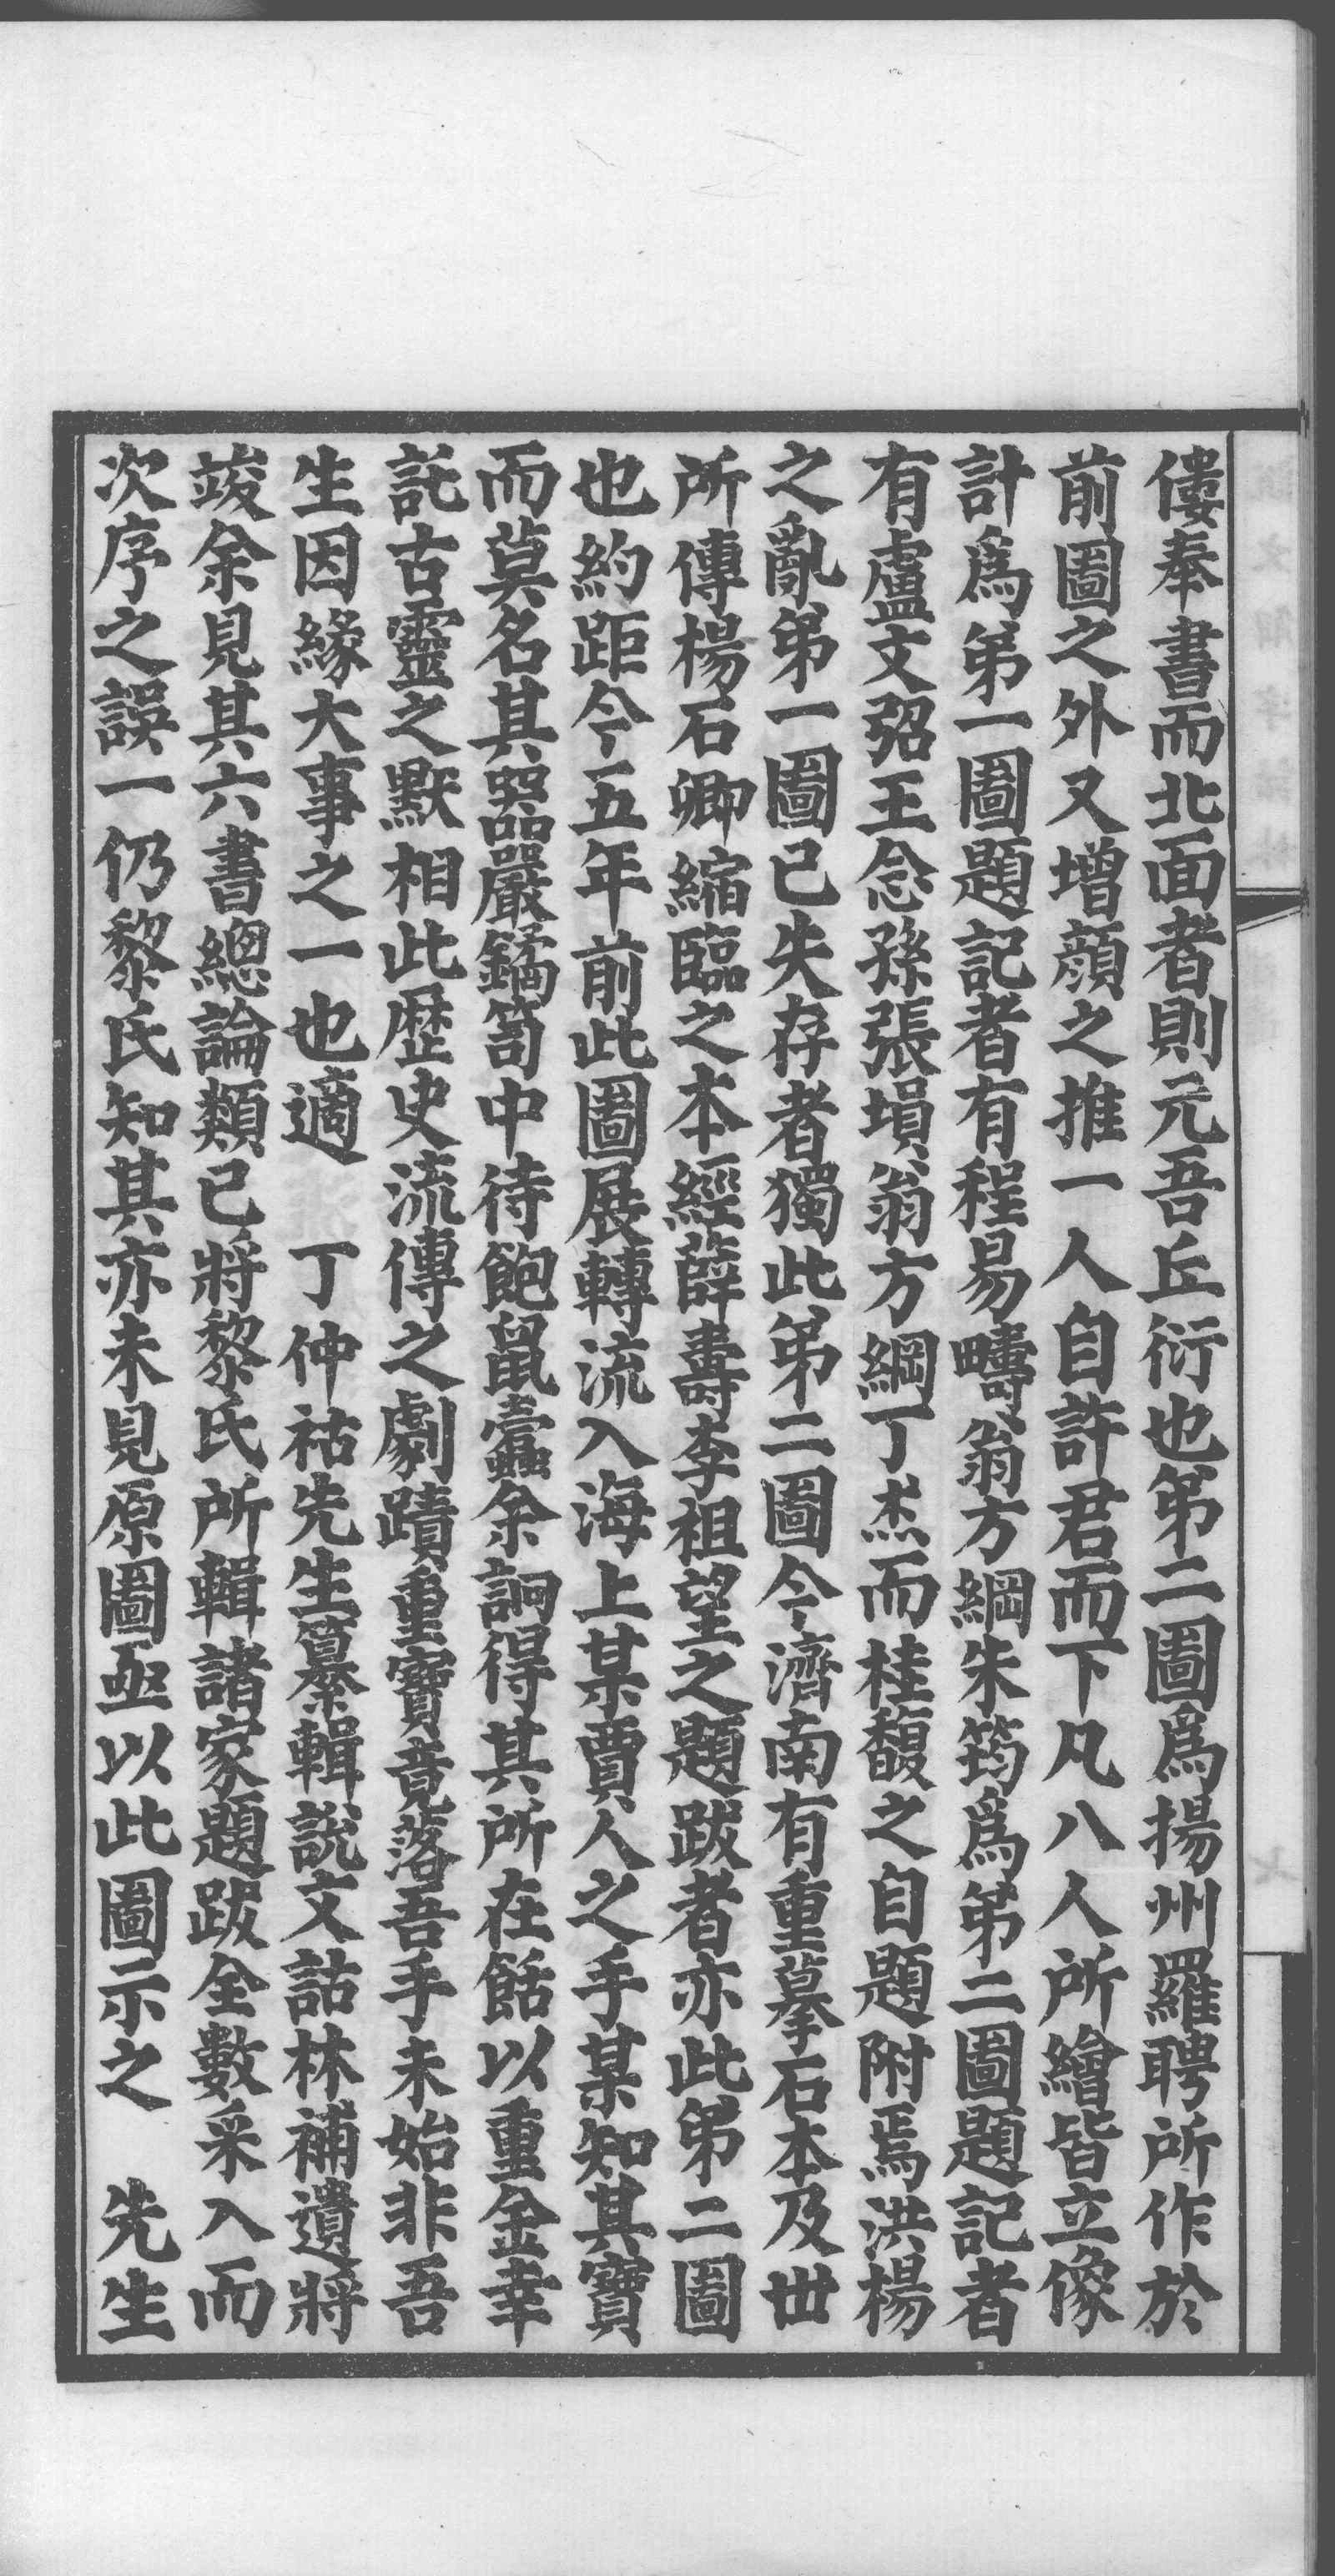 僂奉書而北面者則元吾丘衍也弟二圖爲揚州羅聘所作於
前圖之外又增顏之推一人自許君而下凡八人所繪皆立像
計爲弟一圖題記者有程易疇翁方綱朱筠爲弟二圖題記者
有盧文弨王念孫張塤翁方綱丁杰而桂馥之自題附焉洪楊
之亂弟一圖已失存者獨此弟二圖今濟南有重摹石本及世
所傳楊石卿縮臨之本經薛壽李祖望之題跋者亦此弟二圖
也約距今五年前此圖展轉流入海上某賈人之手某知其寶
而莫名其器嚴鐍笥中待飽鼠蠹余詗得其所在餂以重金幸
託古靈之默相此歷史流傳之劇蹟重寶竟落吾手未始非吾
生因緣大事之一也適　丁仲祜先生纂輯說文詁林補遺將
竣余見其六書總論類已將黎氏所輯諸家題跋全數采入而
次序之誤一仍黎氏知其亦未見原圖亟以此圖示之　先生